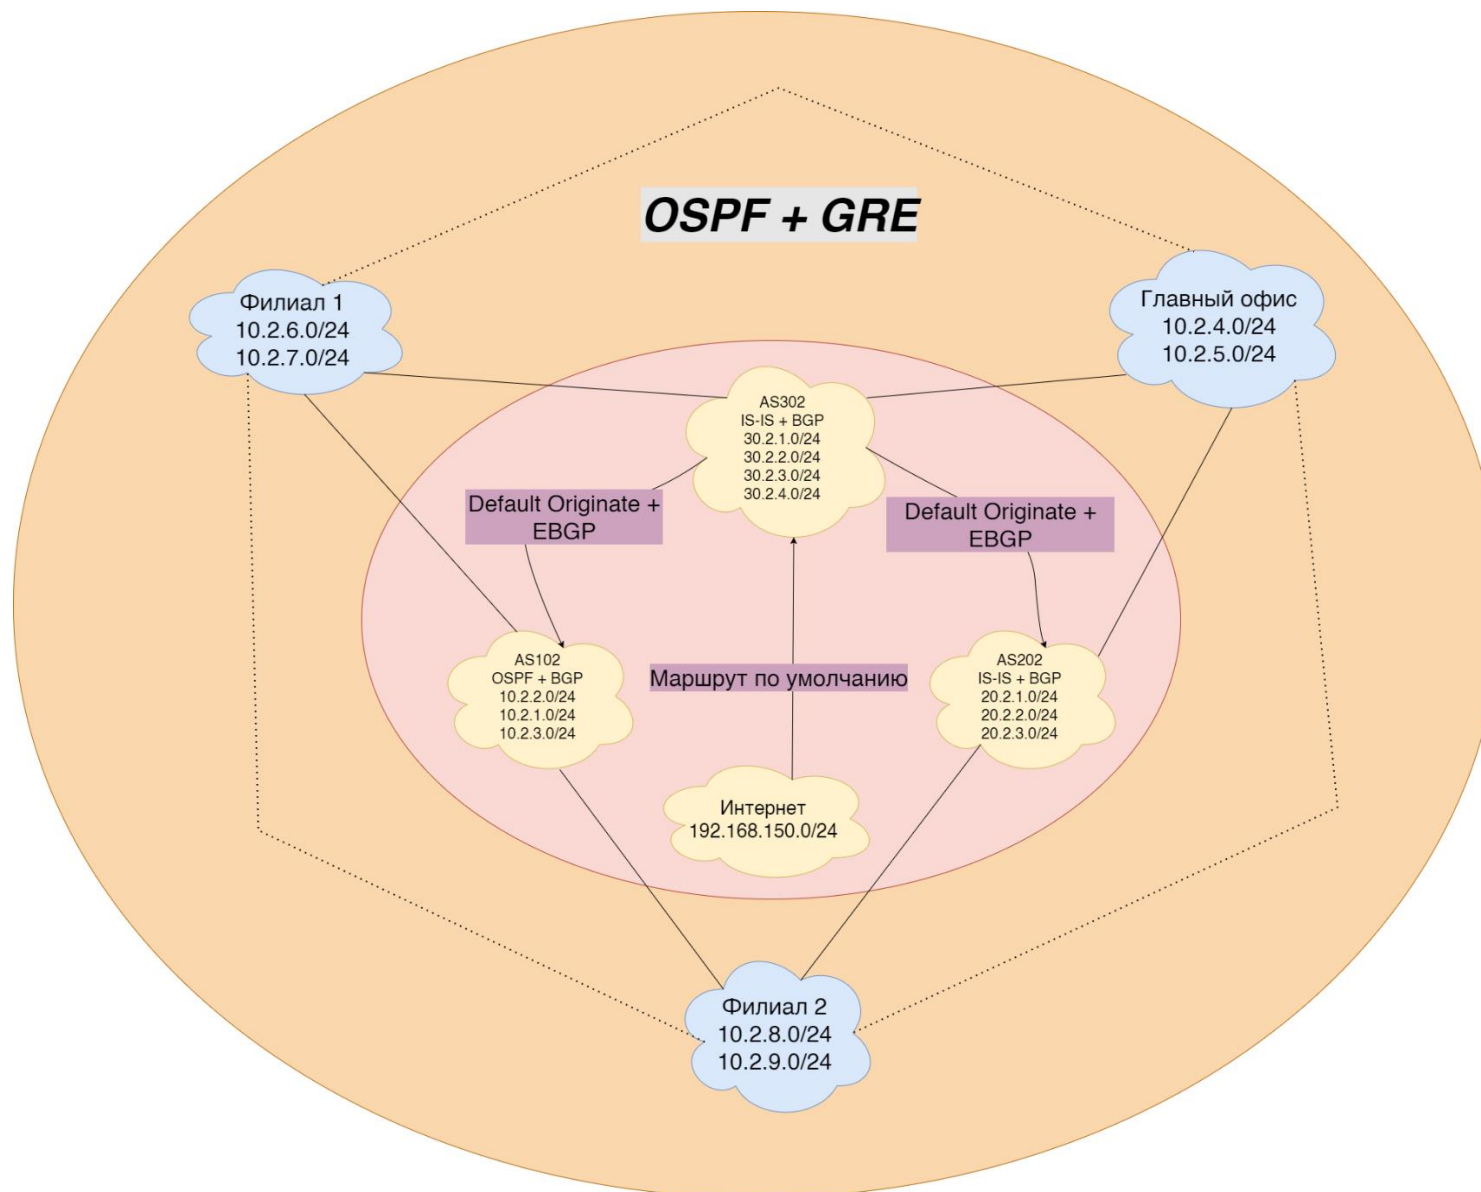 OSPF + GRE
Филиал 1
10.2.6.0/24
10.2.7.0/24
Главный офис
10.2.4.0/24
10.2.5.0/24
AS302
IS-IS + BGP
30.2.1.0/24
30.2.2.0/24
30.2.3.0/24
30.2.4.0/24
Default Originate +
EBGP
Default Originate +
EBGP
AS102
OSPF + BGP
10.2.2.0/24
10.2.1.0/24
10.2.3.0/24
Маршрут по умолчанию
AS202
IS-IS + BGP
20.2.1.0/24
20.2.2.0/24
20.2.3.0/24
Интернет
192.168.150.0/24
Филиал 2
10.2.8.0/24
10.2.9.0/24